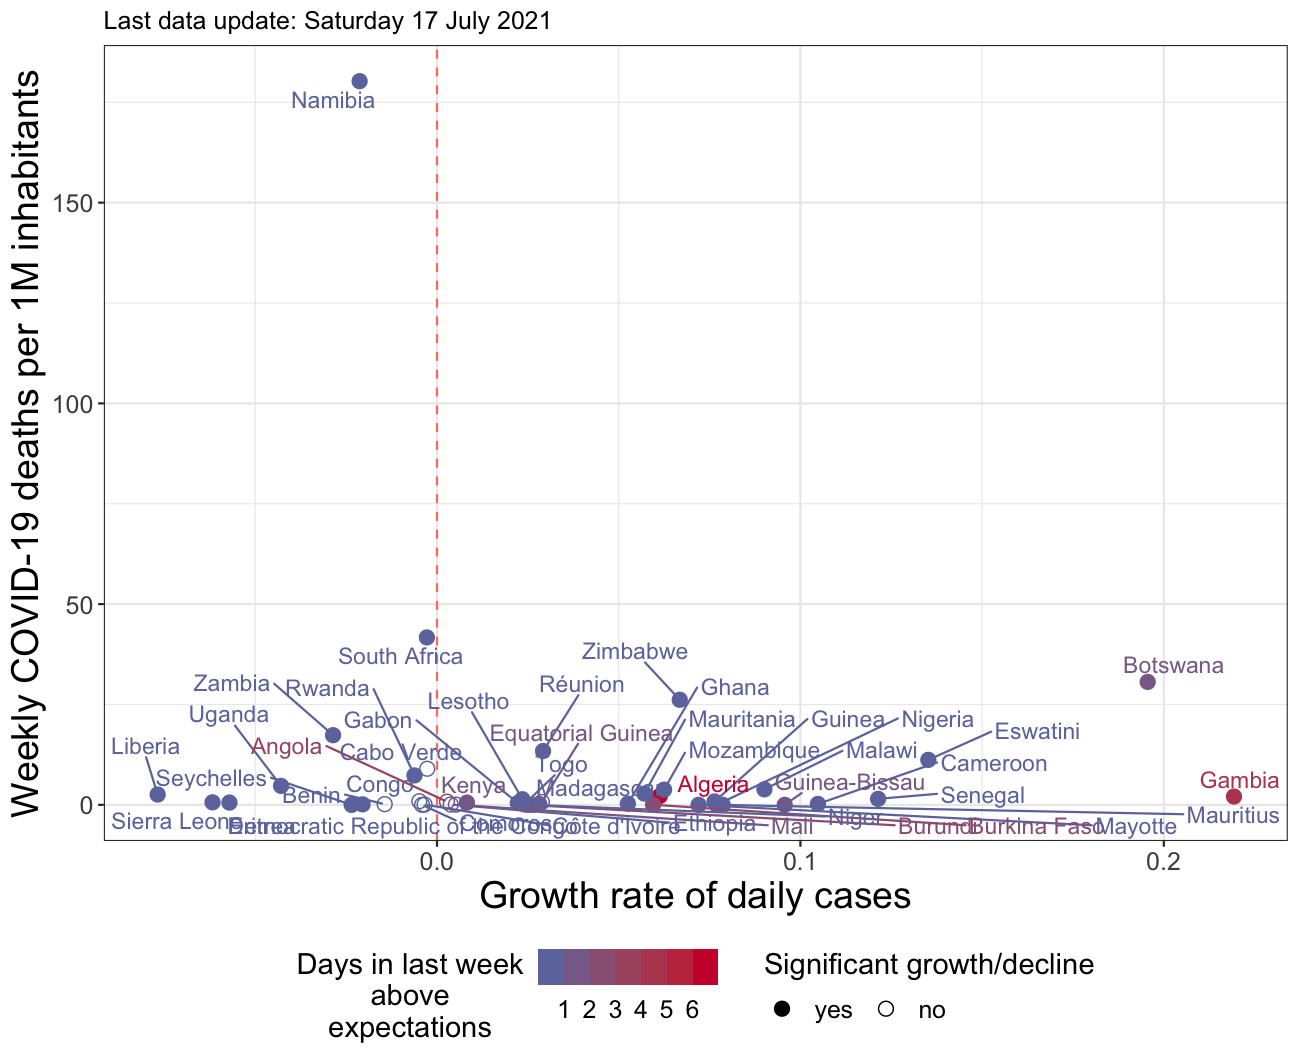 Last data update: Saturday 17 July 2021
Weekly COVID-19 deaths per 1M inhabitants
150
100
50
0
Namibia
South Africa
Zimbabwe
Botswana
Zambia
Rwanda
Réunion
Ghana
Lesotho
Uganda
Gabon
Mauritania
Guinea
Nigeria
Equatorial Guinea
Eswatini
Liberia
Angola
Cabo Verde
Mozambique
Malawi
Togo
Cameroon
Seychelles
Congo
Kenya
Madagascar
Algeria
Guinea-Bissau
Gambia
Benin
Senegal
Mauritius
Sierra Leone
Eritrea
Democratic Republic of the Congo
Comoros
Côte d'Ivoire
Ethiopia
Mali
Niger
Burundi
Burkina Faso
Mayotte
0.0
0.1
0.2
Growth rate of daily cases
Days in last week
above
expectations
1 2 3 4 5 6
Significant growth/decline
yes
no